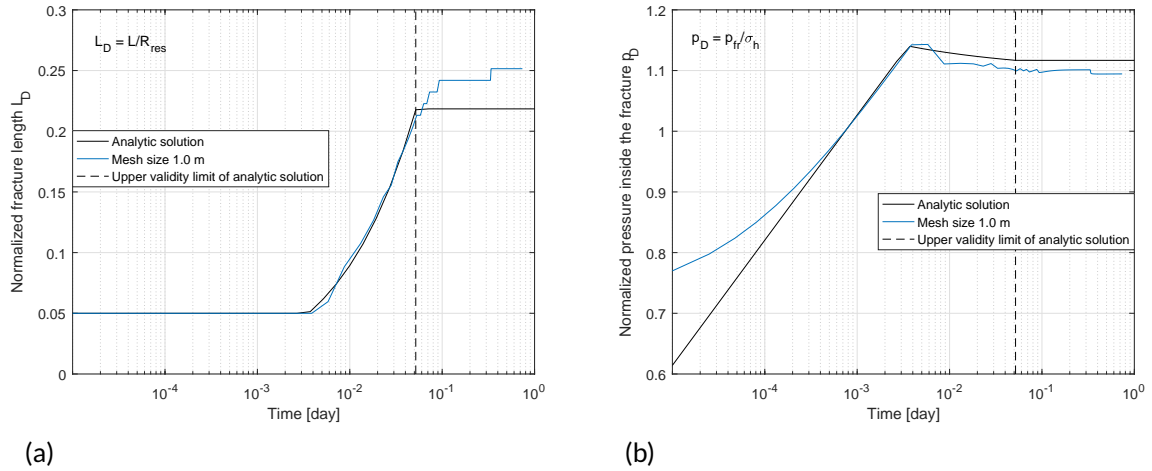 L_D = L/R_res
Normalized fracture length L_D
0.3
0.25
0.2
0.15
0.1
0.05
0
Analytic solution
Mesh size 1.0 m
Upper validity limit of analytic solution
10^-4
10^-3
10^-2
10^-1
10^0
Time [day]
(a)
p_D = p_fr/σ_h
Normalized pressure inside the fracture p_D
1.2
1.1
1
0.9
0.8
0.7
0.6
Analytic solution
Mesh size 1.0 m
Upper validity limit of analytic solution
10^-4
10^-3
10^-2
10^-1
10^0
Time [day]
(b)